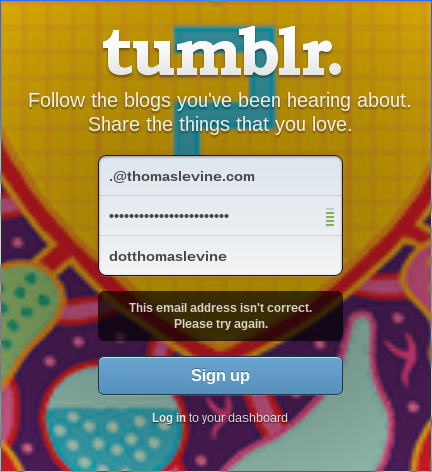 tumblr.
Follow the blogs you've been hearing about.
Share the things that you love.
.@thomaslevine.com
••••••••••••••••••••••••
dotthomaslevine
This email address isn't correct.
Please try again.
Sign up
Log in to your dashboard